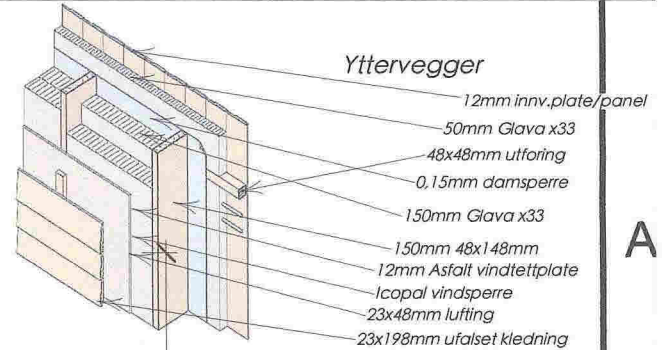 Yttervegger
12mm innv.plate/panel
50mm Glava x33
48x48mm utforing
0,15mm damsperre
150mm Glava x33
150mm 48x148mm
12mm Asfalt vindtettplate
Icopal vindsperre
23x48mm lufting
23x198mm ufalset kledning
A